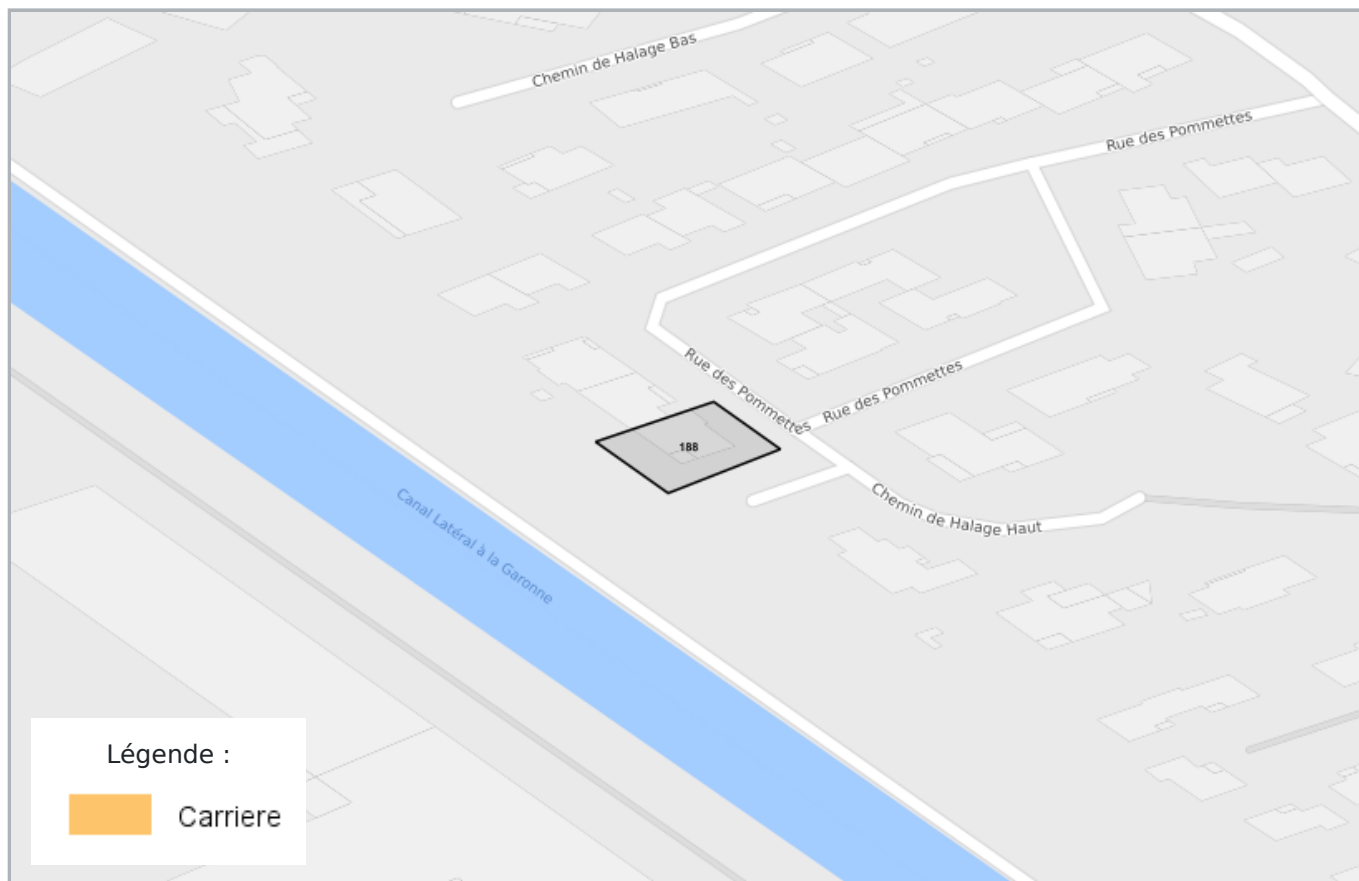 Chemin de Halage Bas
Rue des Pommettes
Rue des Pommettes
Rue des Pommettes
188
Chemin de Halage Haut
Canal Latéral à la Garonne
Légende :
Carriere